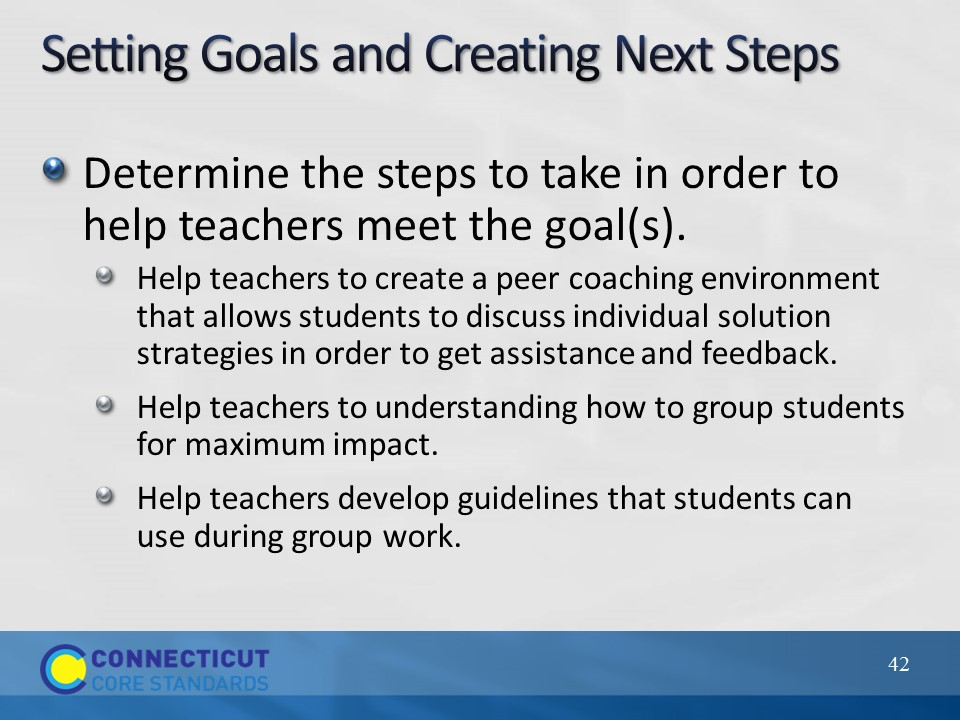 Setting Goals and Creating Next Steps
Determine the steps to take in order to
help teachers meet the goal(s).
Help teachers to create a peer coaching environment
that allows students to discuss individual solution
strategies in order to get assistance and feedback.
Help teachers to understanding how to group students
for maximum impact.
Help teachers develop guidelines that students can
use during group work.
CONNECTICUT
CORE STANDARDS
42